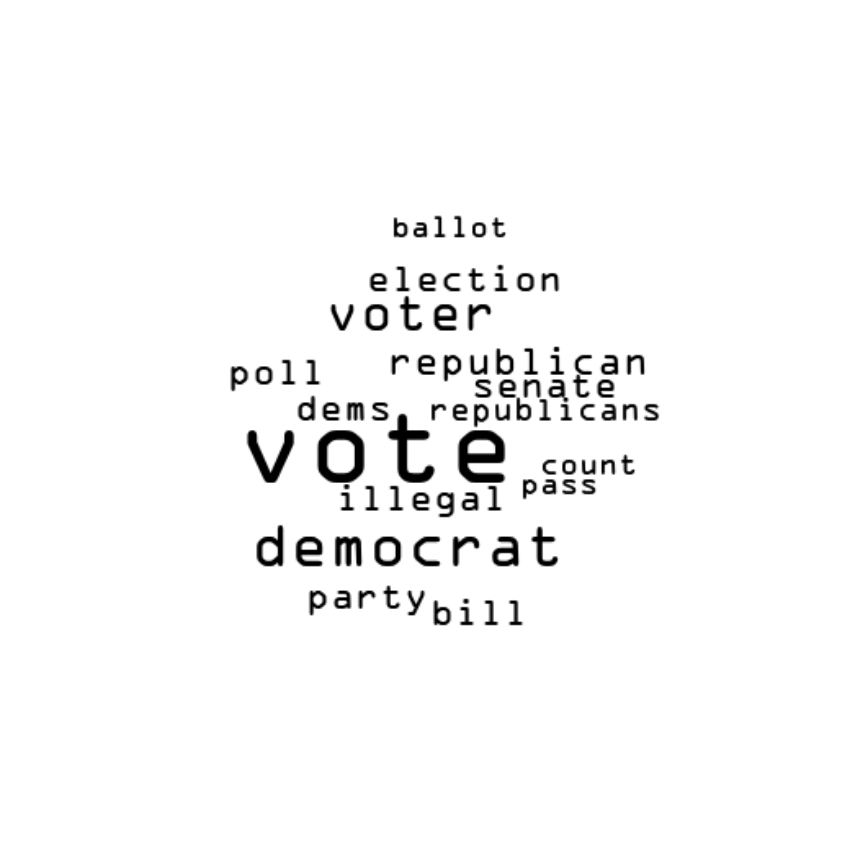 ballot
election
voter
republican
poll
senate
dems
republicans
vote
count
pass
illegal
democrat
party
bill